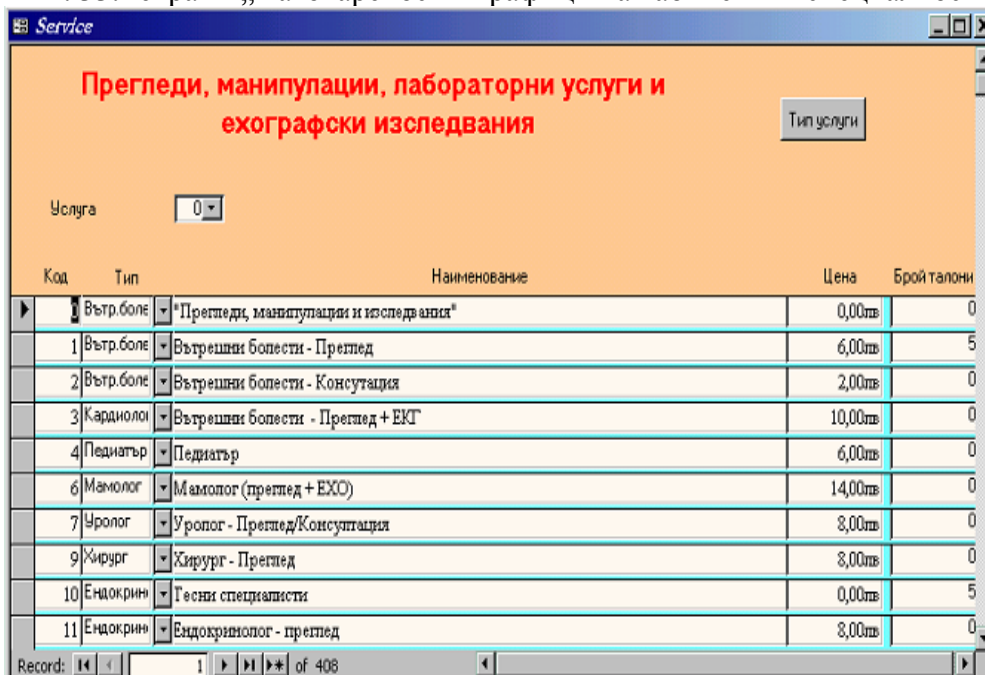 Service
Прегледи, манипулации, лабораторни услуги и
ехографски изследвания
Тип услуги
Услуга 0
Код Тип Наименование Цена Брой талони
0 Вътр.боле "Прегледи, манипулации и изследвания" 0,00лв 0
1 Вътр.боле Вътрешни болести - Преглед 6,00лв 5
2 Вътр.боле Вътрешни болести - Консутация 2,00лв 0
3 Кардиолог Вътрешни болести - Преглед + ЕКГ 10,00лв 0
4 Педиатър Педиатър 6,00лв 0
6 Мамолог Мамолог (преглед + ЕХО) 14,00лв 0
7 Уролог Уролог - Преглед/Консултация 8,00лв 0
9 Хирург Хирург - Преглед 8,00лв 0
10 Ендокрин Тесни специалисти 0,00лв 5
11 Ендокрин Ендокринолог - преглед 8,00лв 0
Record: 1 of 408